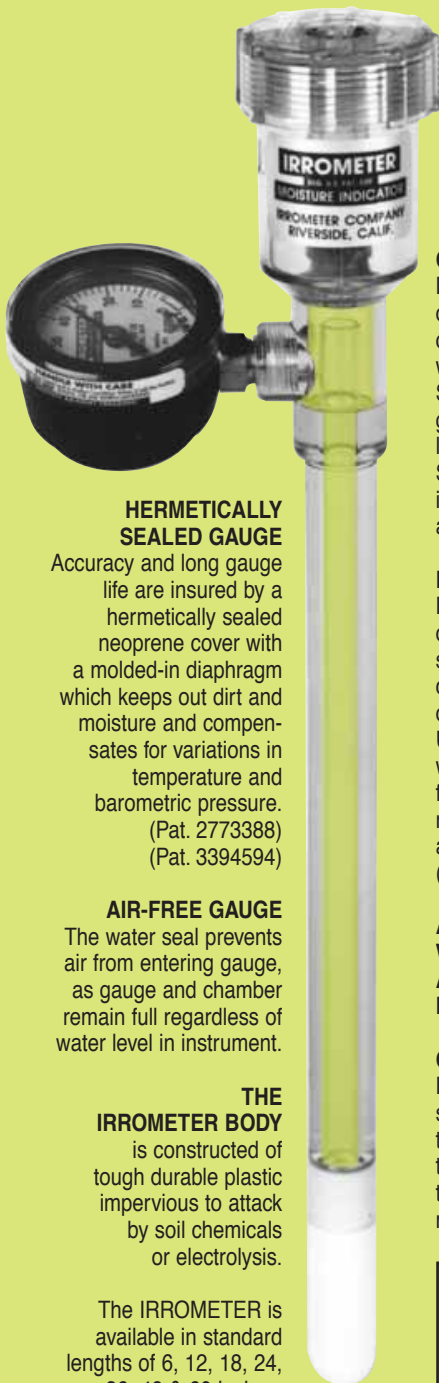 IRROMETER
MOISTURE INDICATOR
IRROMETER COMPANY
RIVERSIDE, CALIF.
HANDLE WITH CARE
HERMETICALLY
SEALED GAUGE
Accuracy and long gauge
life are insured by a
hermetically sealed
neoprene cover with
a molded-in diaphragm
which keeps out dirt and
moisture and compen-
sates for variations in
temperature and
barometric pressure.
(Pat. 2773388)
(Pat. 3394594)
AIR-FREE GAUGE
The water seal prevents
air from entering gauge,
as gauge and chamber
remain full regardless of
water level in instrument.
THE
IRROMETER BODY
is constructed of
tough durable plastic
impervious to attack
by soil chemicals
or electrolysis.
The IRROMETER is
available in standard
lengths of 6, 12, 18, 24,